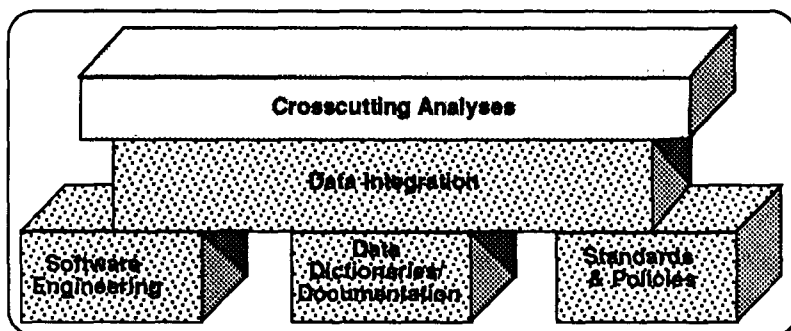 Crosscutting Analyses
Data Integration
Software
Engineering
Data
Dictionaries/
Documentation
Standards
& Policies